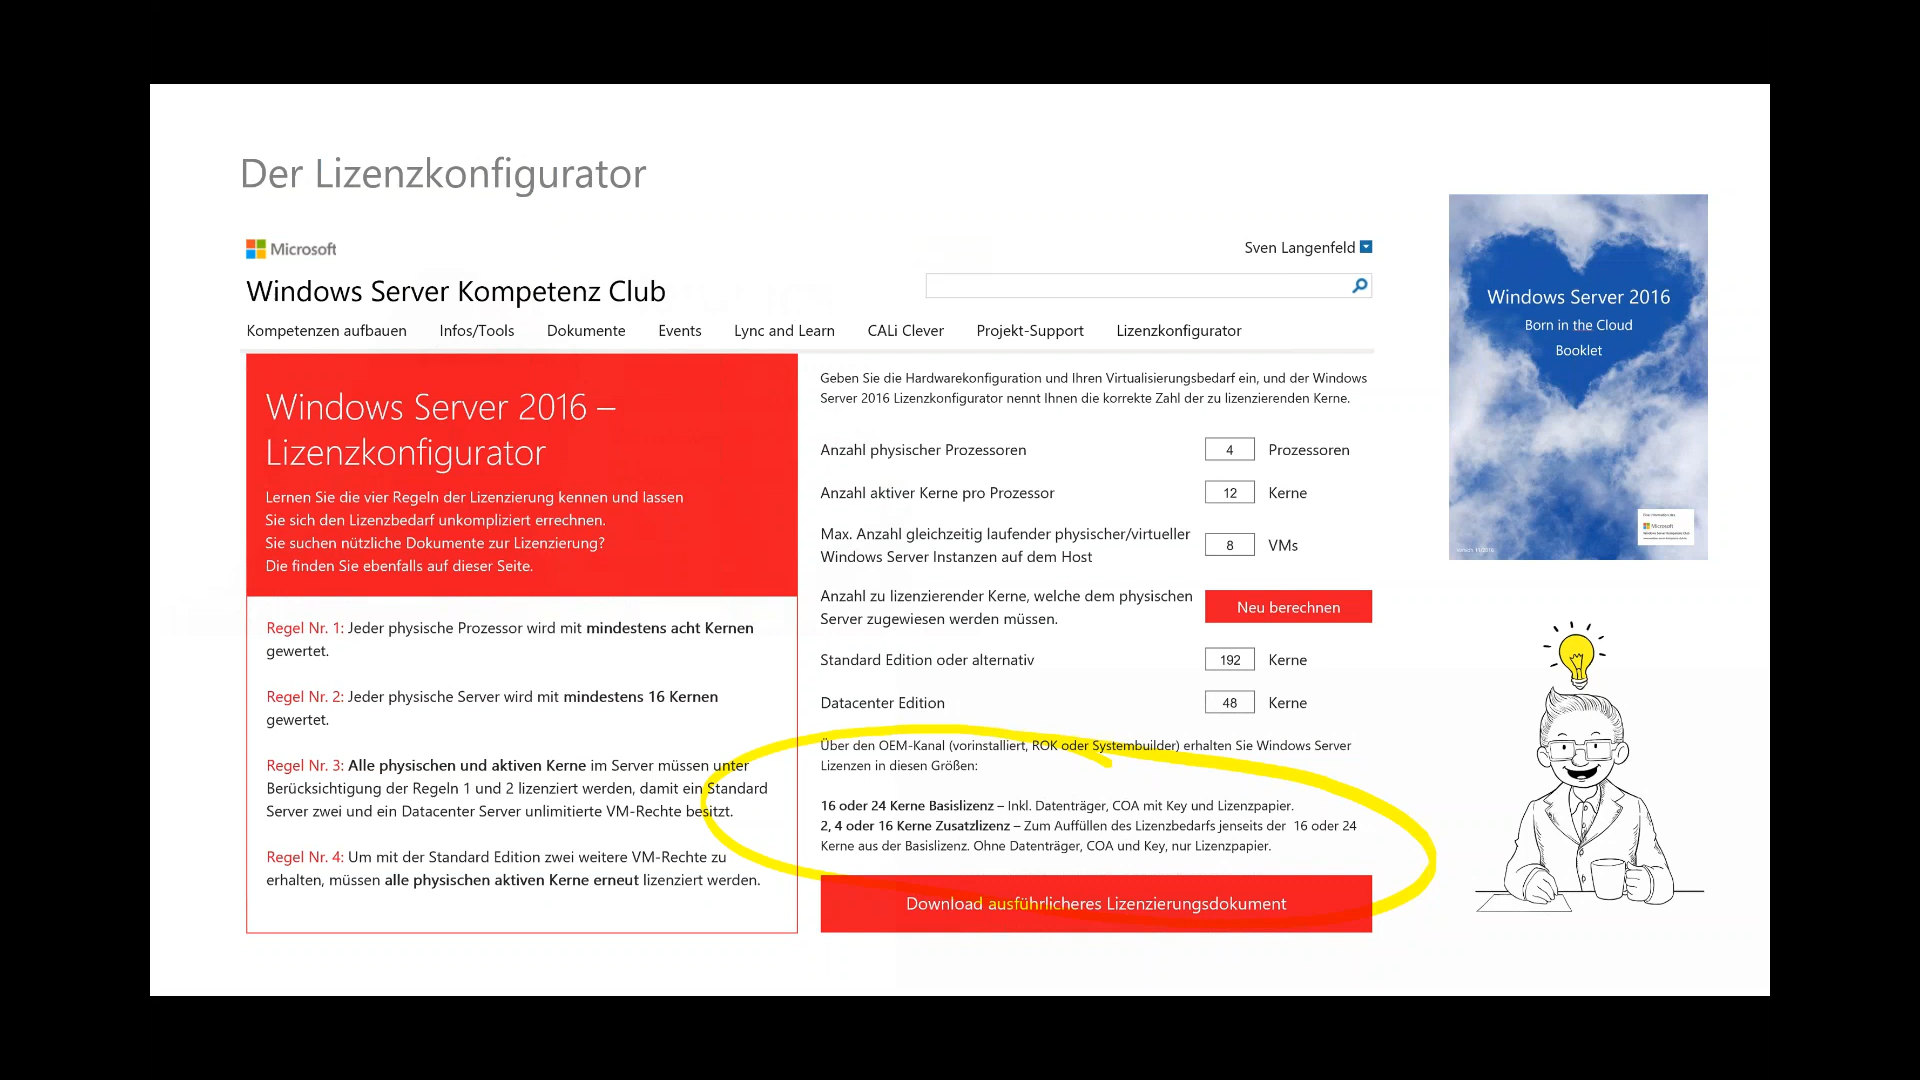 Der Lizenzkonfigurator
Microsoft
Sven Langenfeld
Windows Server Kompetenz Club
Kompetenzen aufbauen Infos/Tools Dokumente Events Lync and Learn CALi Clever Projekt-Support Lizenzkonfigurator
Windows Server 2016 –
Lizenzkonfigurator
Lernen Sie die vier Regeln der Lizenzierung kennen und lassen
Sie sich den Lizenzbedarf unkompliziert errechnen.
Sie suchen nützliche Dokumente zur Lizenzierung?
Die finden Sie ebenfalls auf dieser Seite.
Regel Nr. 1: Jeder physische Prozessor wird mit mindestens acht Kernen
gewertet.
Regel Nr. 2: Jeder physische Server wird mit mindestens 16 Kernen
gewertet.
Regel Nr. 3: Alle physischen und aktiven Kerne im Server müssen unter
Berücksichtigung der Regeln 1 und 2 lizenziert werden, damit ein Standard
Server zwei und ein Datacenter Server unlimitierte VM-Rechte besitzt.
Regel Nr. 4: Um mit der Standard Edition zwei weitere VM-Rechte zu
erhalten, müssen alle physischen aktiven Kerne erneut lizenziert werden.
Geben Sie die Hardwarekonfiguration und Ihren Virtualisierungsbedarf ein, und der Windows
Server 2016 Lizenzkonfigurator nennt Ihnen die korrekte Zahl der zu lizenzierenden Kerne.
Anzahl physischer Prozessoren 4 Prozessoren
Anzahl aktiver Kerne pro Prozessor 12 Kerne
Max. Anzahl gleichzeitig laufender physischer/virtueller
Windows Server Instanzen auf dem Host 8 VMs
Anzahl zu lizenzierender Kerne, welche dem physischen
Server zugewiesen werden müssen. Neu berechnen
Standard Edition oder alternativ 192 Kerne
Datacenter Edition 48 Kerne
Über den OEM-Kanal (vorinstalliert, ROK oder Systembuilder) erhalten Sie Windows Server
Lizenzen in diesen Größen:
16 oder 24 Kerne Basislizenz – Inkl. Datenträger, COA mit Key und Lizenzpapier.
2, 4 oder 16 Kerne Zusatzlizenz – Zum Auffüllen des Lizenzbedarfs jenseits der 16 oder 24
Kerne aus der Basislizenz. Ohne Datenträger, COA und Key, nur Lizenzpapier.
Download ausführlicheres Lizenzierungsdokument
Windows Server 2016
Born in the Cloud
Booklet
Microsoft